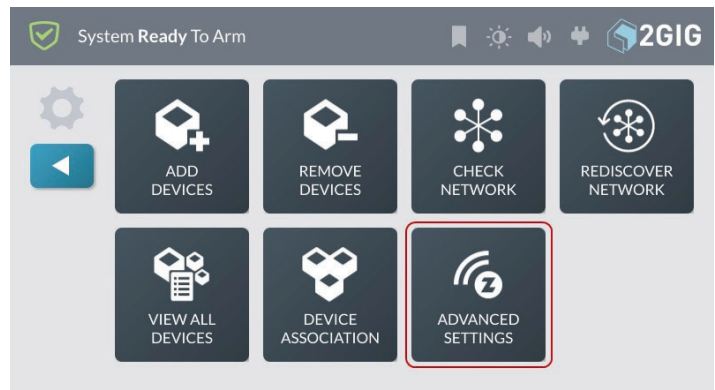 System Ready To Arm
2GIG
ADD
DEVICES
REMOVE
DEVICES
CHECK
NETWORK
REDISCOVER
NETWORK
VIEW ALL
DEVICES
DEVICE
ASSOCIATION
Z
ADVANCED
SETTINGS